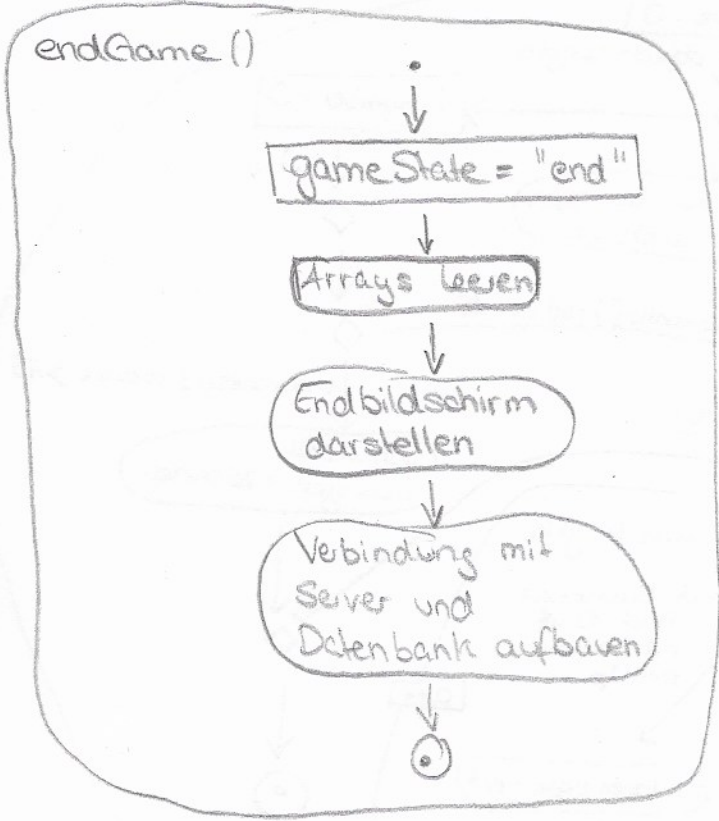 endGame ()
gameState = "end"
Arrays leeren
Endbildschirm
darstellen
Verbindung mit
Server und
Datenbank aufbauen